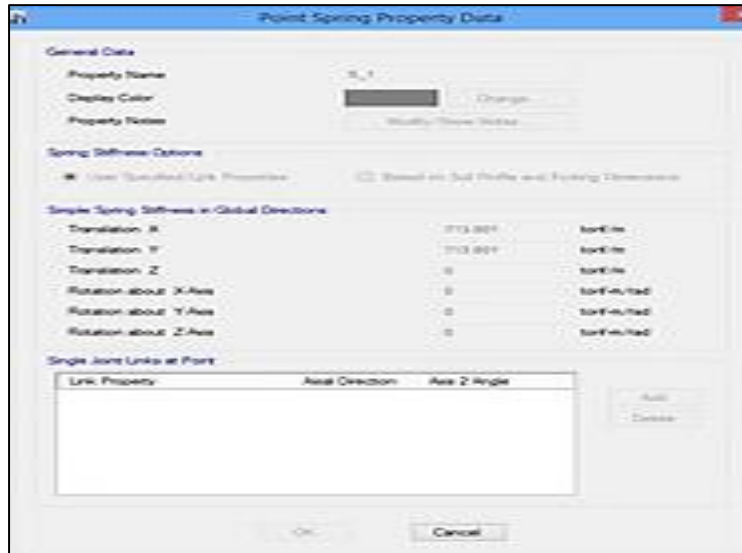 Point Spring Property Data
General Data
Property Name
Display Color Change
Property Notes Modify/Show Notes
Spring Stiffness Options
User Specified/Link Properties Based on Soil Profile and Footing Dimensions
Simple Spring Stiffness in Global Directions
Translation X tonf/m
Translation Y tonf/m
Translation Z 0 tonf/m
Rotation about X-Axis 0 tonf-m/rad
Rotation about Y-Axis 0 tonf-m/rad
Rotation about Z-Axis 0 tonf-m/rad
Single Joint Links at Point
Link Property Axial Direction Axis 2 Angle
Add
Delete
OK Cancel